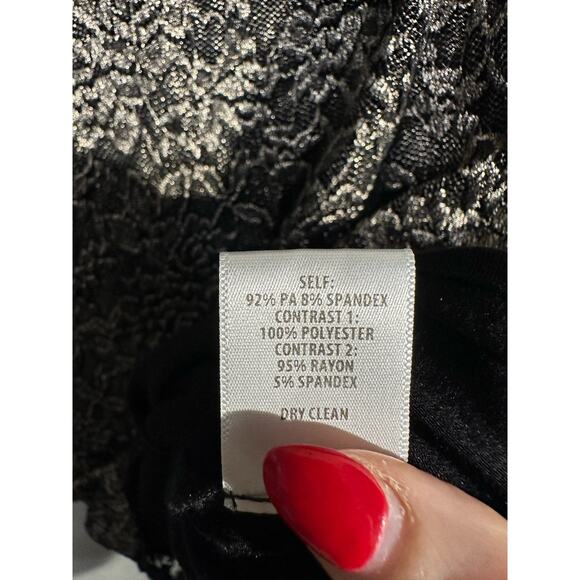 SELF:
92% PA 8% SPANDEX
CONTRAST 1:
100% POLYESTER
CONTRAST 2:
95% RAYON
5% SPANDEX
DRY CLEAN